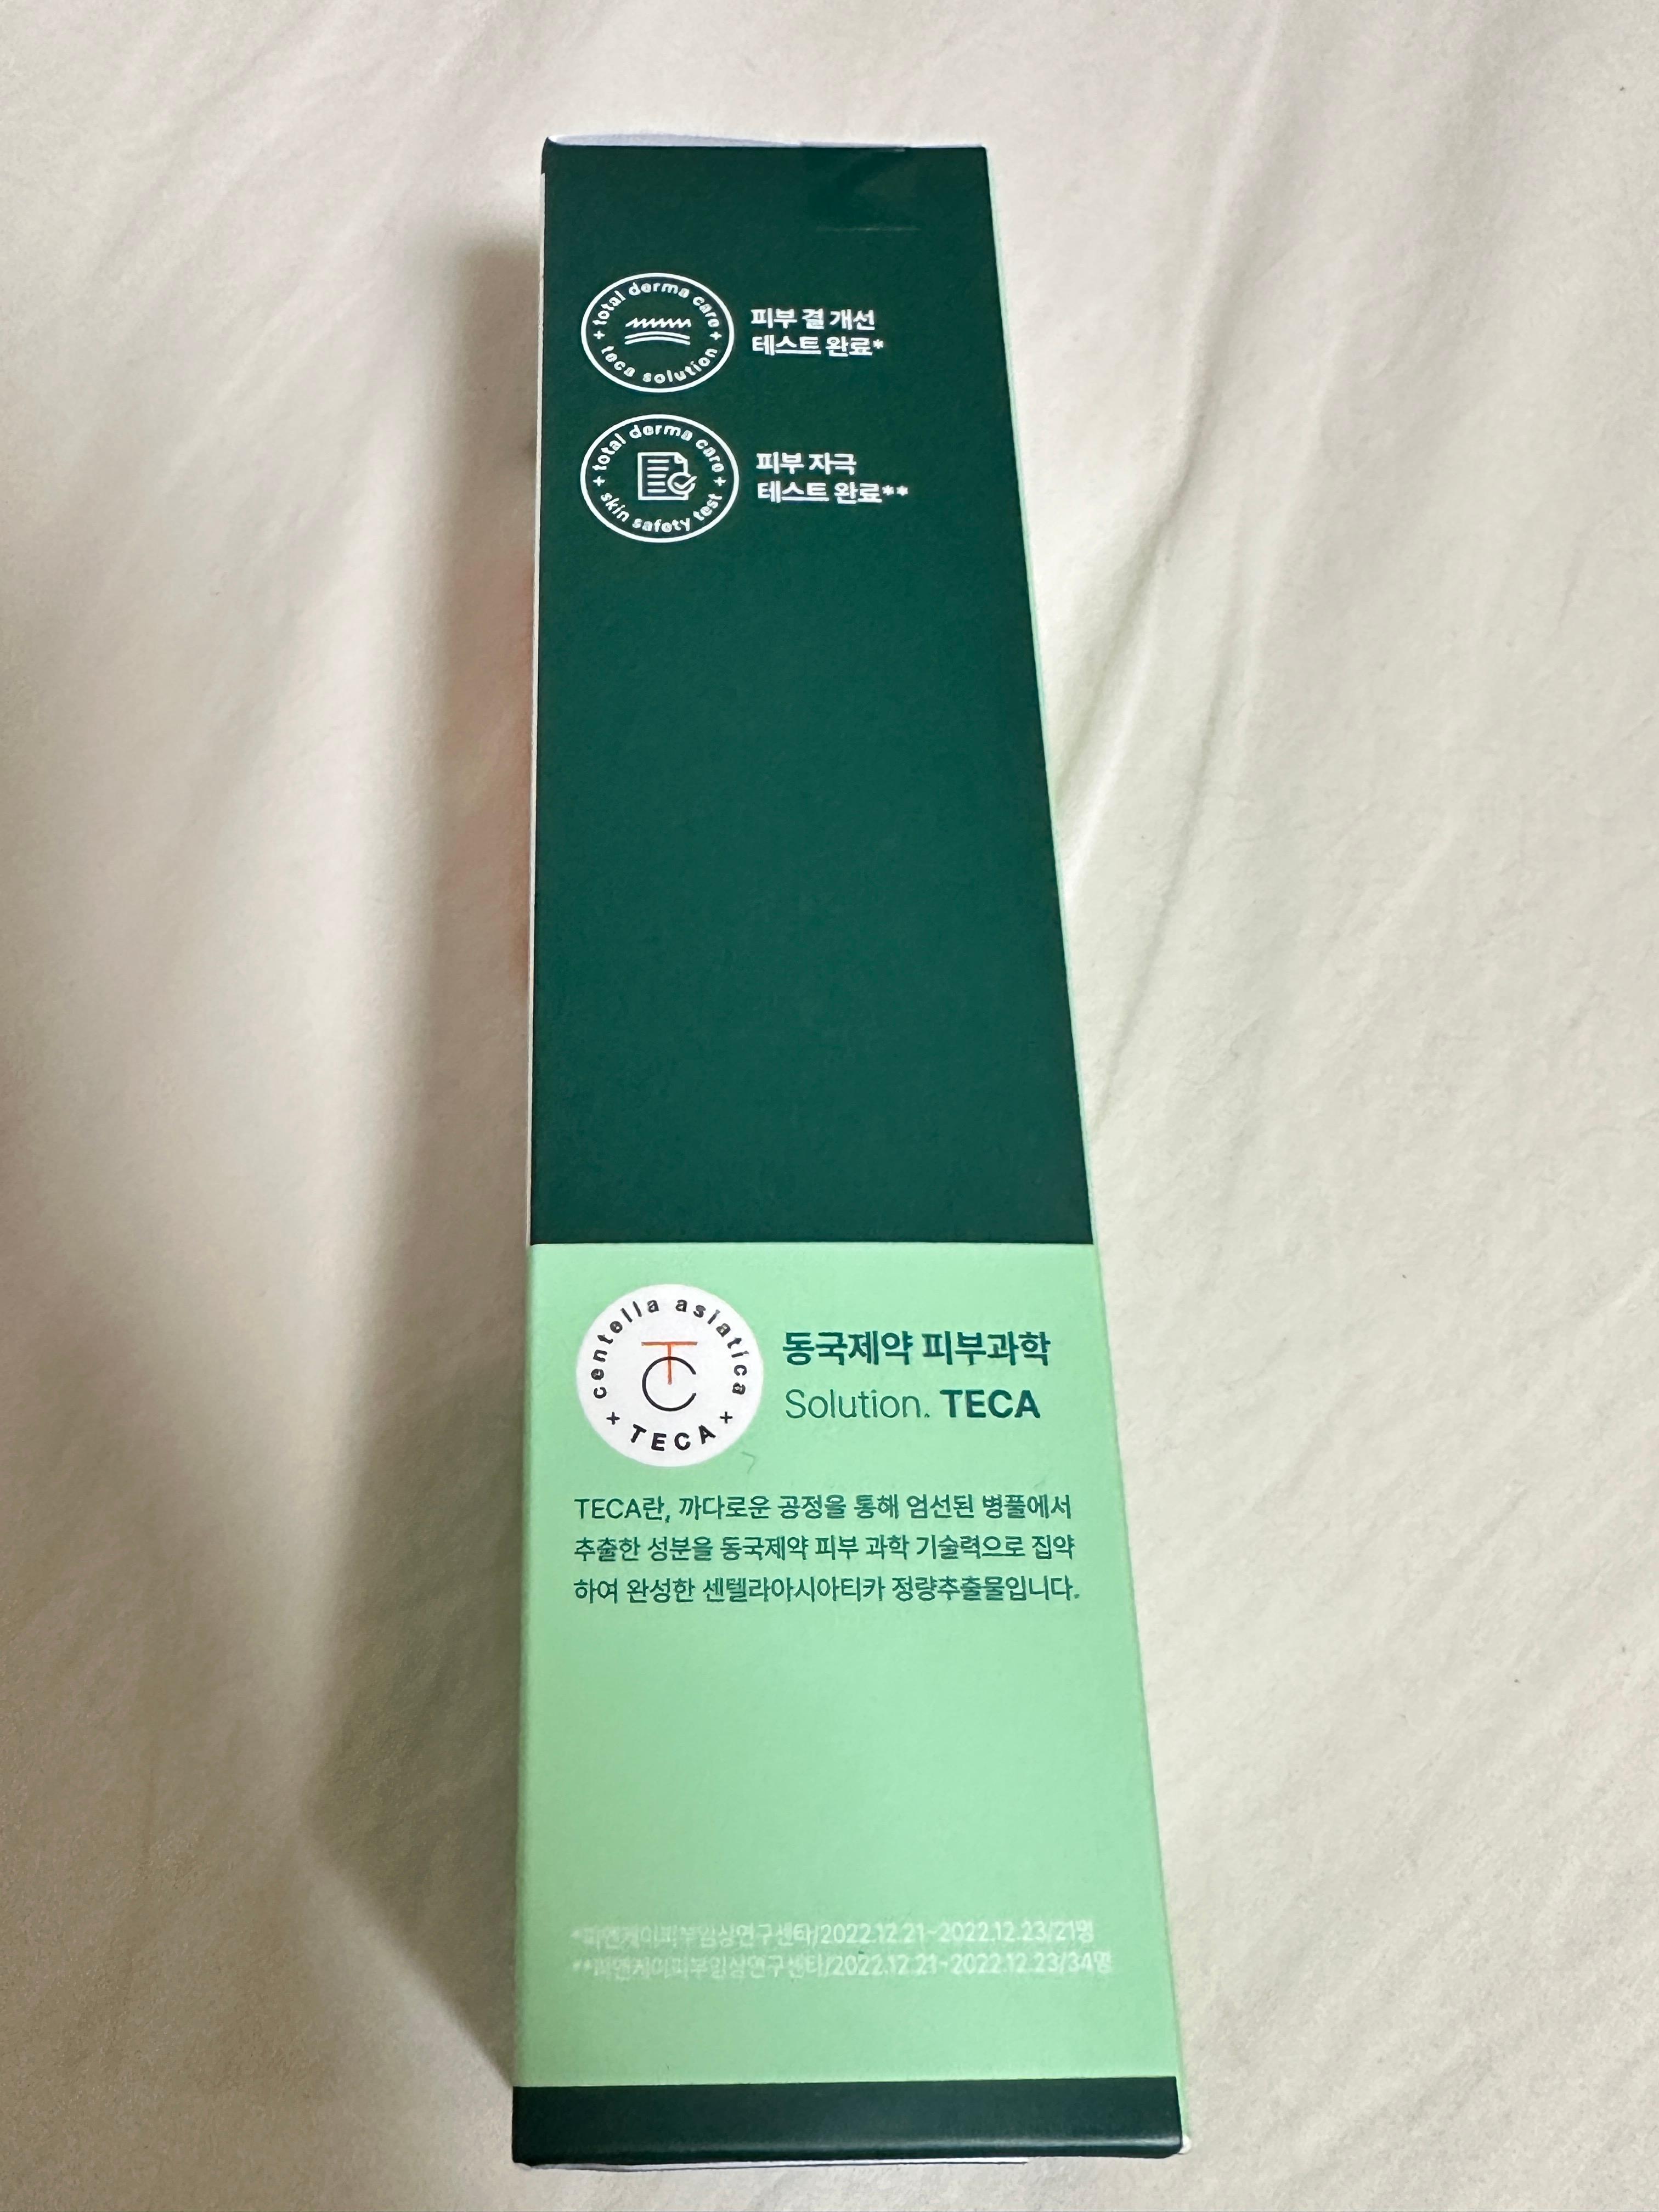 total derma care
teca solution
피부 결 개선
테스트 완료*
total derma care
skin safety test
피부 자극
테스트 완료**
centella asiatica
TC
TECA
동국제약 피부과학
Solution. TECA
TECA란, 까다로운 공정을 통해 엄선된 병풀에서
추출한 성분을 동국제약 피부 과학 기술력으로 집약
하여 완성한 센텔라아시아티카 정량추출물입니다.
*피엔케이피부임상연구센타/2022.12.21~2022.12.23/21명
**피엔케이피부임상연구센타/2022.12.21~2022.12.23/34명